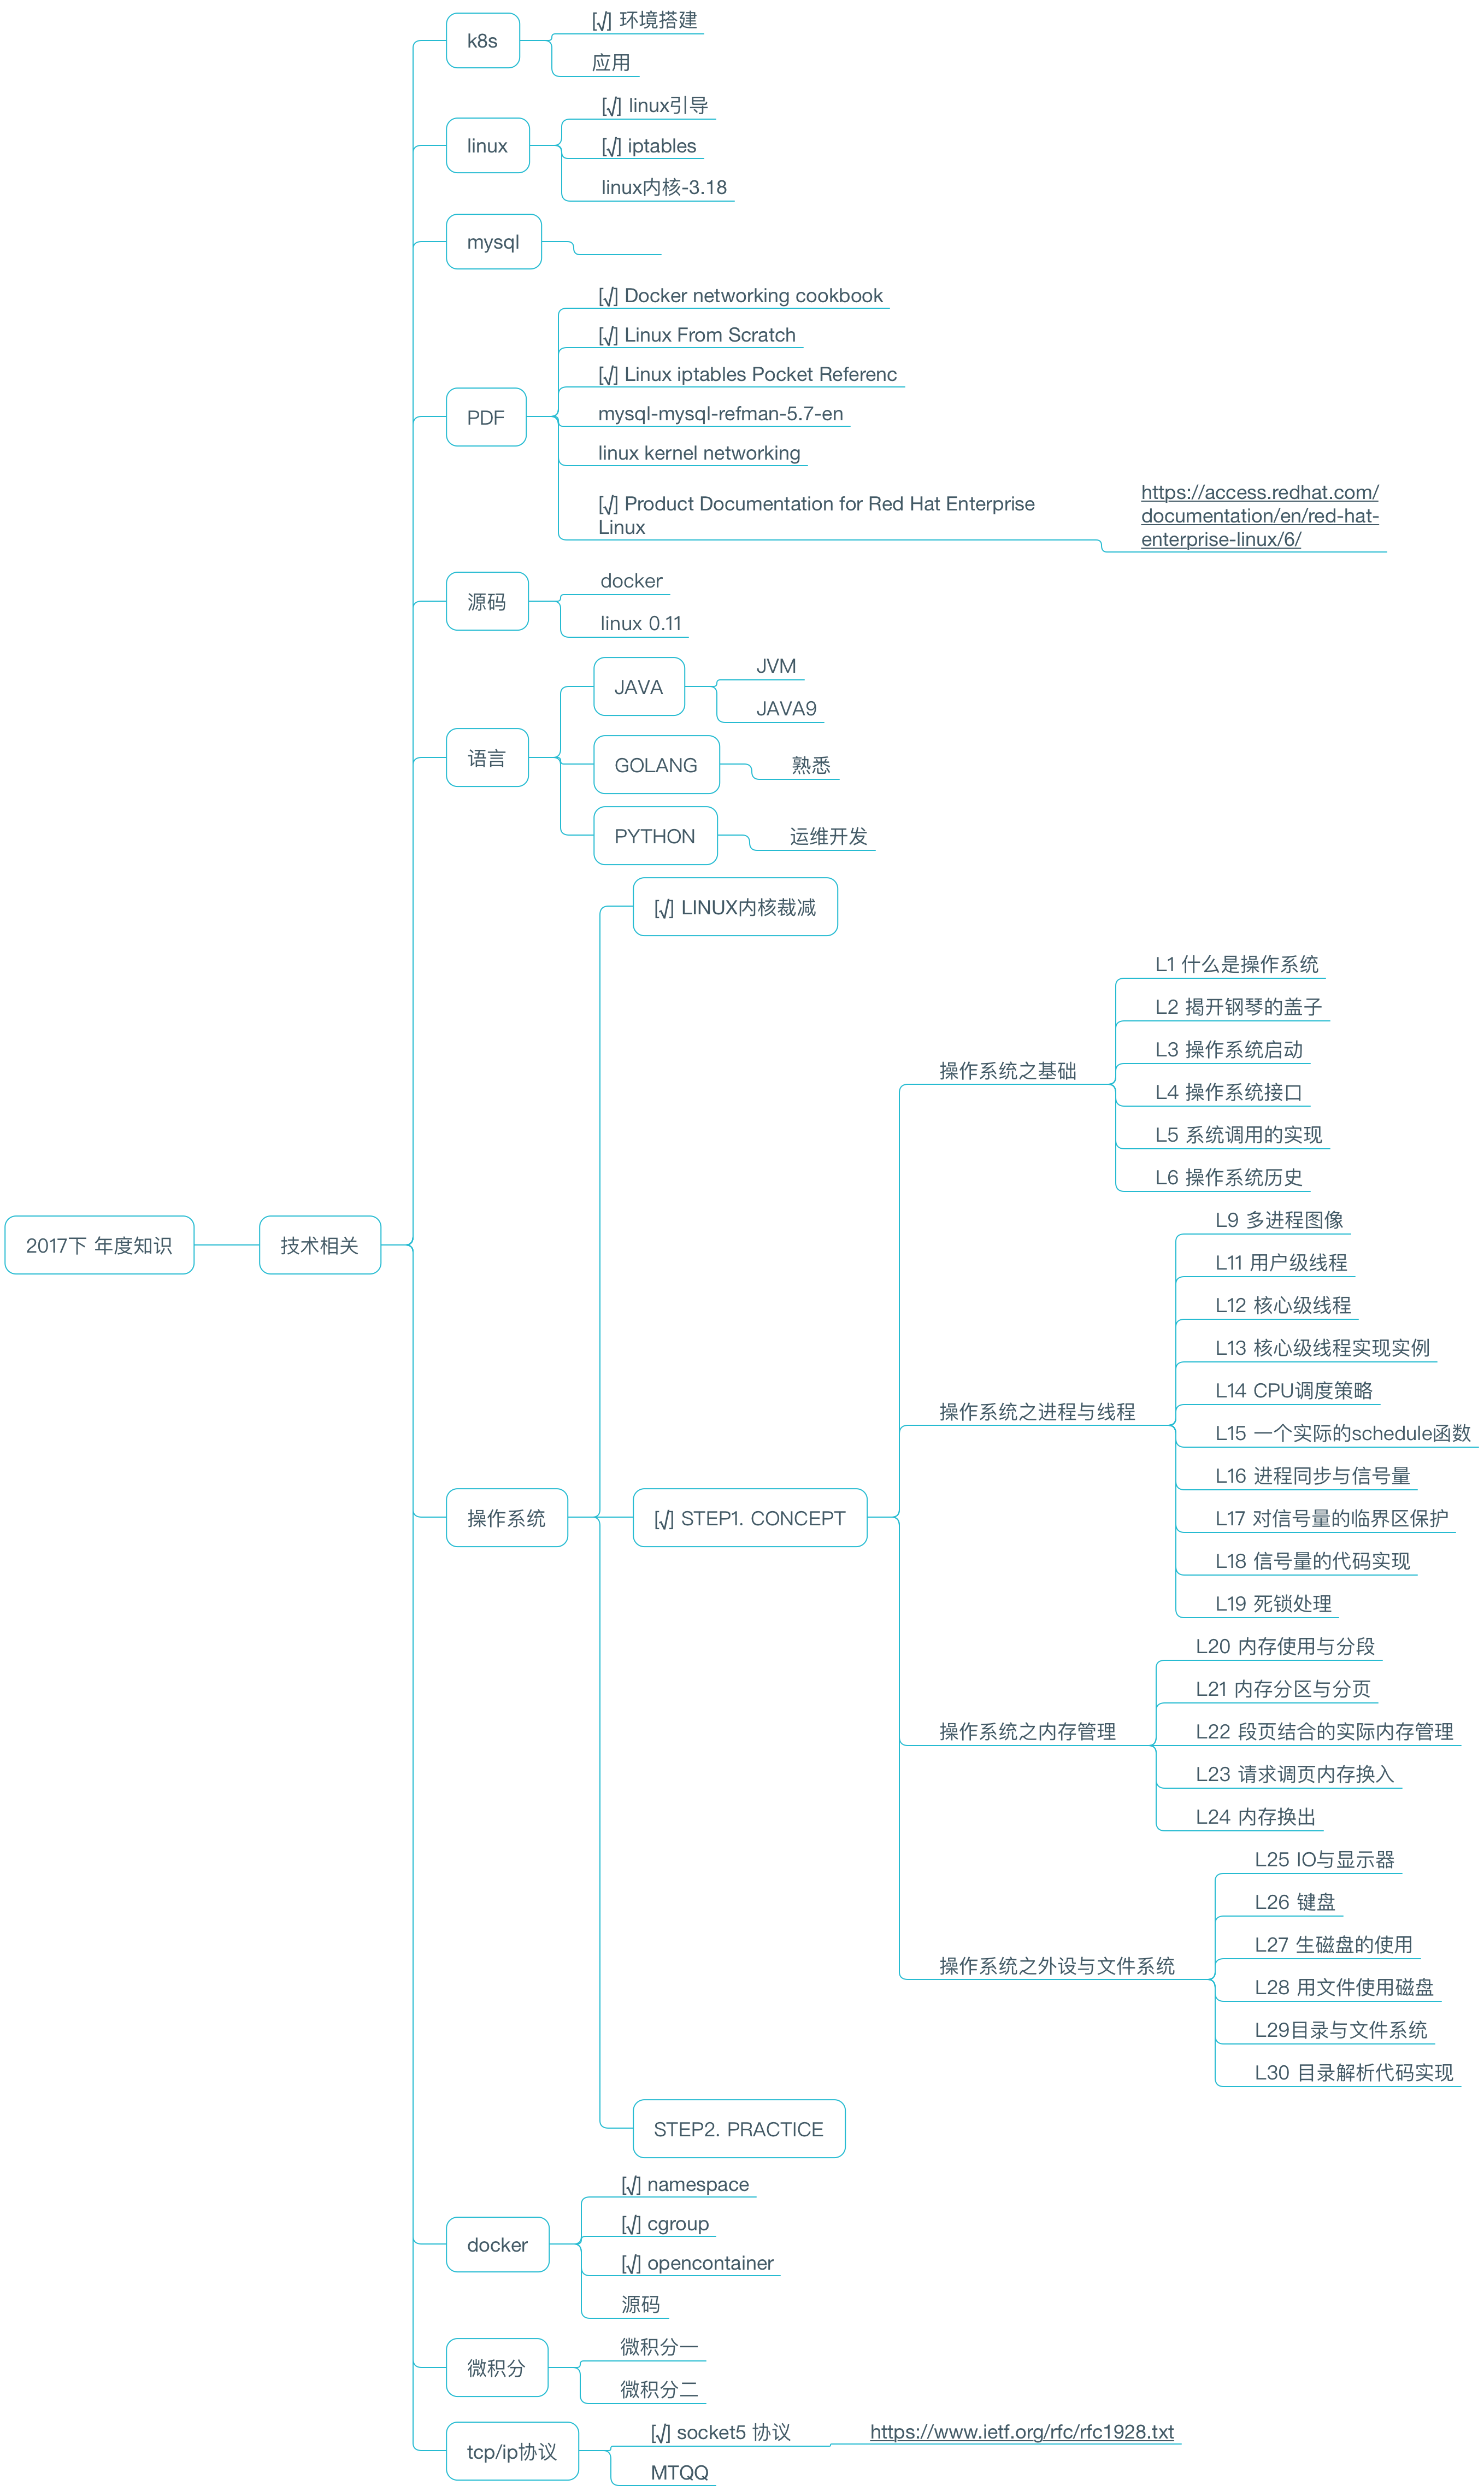 k8s
[√] 环境搭建
应用
linux
[√] linux引导
[√] iptables
linux内核-3.18
mysql
PDF
[√] Docker networking cookbook
[√] Linux From Scratch
[√] Linux iptables Pocket Referenc
mysql-mysql-refman-5.7-en
linux kernel networking
[√] Product Documentation for Red Hat Enterprise
Linux
https://access.redhat.com/
documentation/en/red-hat-
enterprise-linux/6/
源码
docker
linux 0.11
语言
JAVA
JVM
JAVA9
GOLANG
熟悉
PYTHON
运维开发
2017下 年度知识
技术相关
操作系统
[√] LINUX内核裁减
[√] STEP1. CONCEPT
操作系统之基础
L1 什么是操作系统
L2 揭开钢琴的盖子
L3 操作系统启动
L4 操作系统接口
L5 系统调用的实现
L6 操作系统历史
操作系统之进程与线程
L9 多进程图像
L11 用户级线程
L12 核心级线程
L13 核心级线程实现实例
L14 CPU调度策略
L15 一个实际的schedule函数
L16 进程同步与信号量
L17 对信号量的临界区保护
L18 信号量的代码实现
L19 死锁处理
操作系统之内存管理
L20 内存使用与分段
L21 内存分区与分页
L22 段页结合的实际内存管理
L23 请求调页内存换入
L24 内存换出
操作系统之外设与文件系统
L25 IO与显示器
L26 键盘
L27 生磁盘的使用
L28 用文件使用磁盘
L29目录与文件系统
L30 目录解析代码实现
STEP2. PRACTICE
docker
[√] namespace
[√] cgroup
[√] opencontainer
源码
微积分
微积分一
微积分二
tcp/ip协议
[√] socket5 协议
https://www.ietf.org/rfc/rfc1928.txt
MTQQ